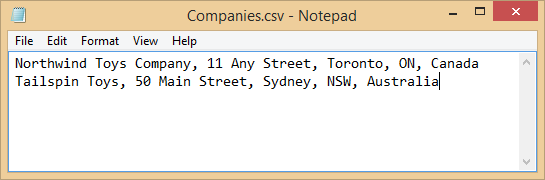 Companies.csv - Notepad
File Edit Format View Help
Northwind Toys Company, 11 Any Street, Toronto, ON, Canada
Tailspin Toys, 50 Main Street, Sydney, NSW, Australia